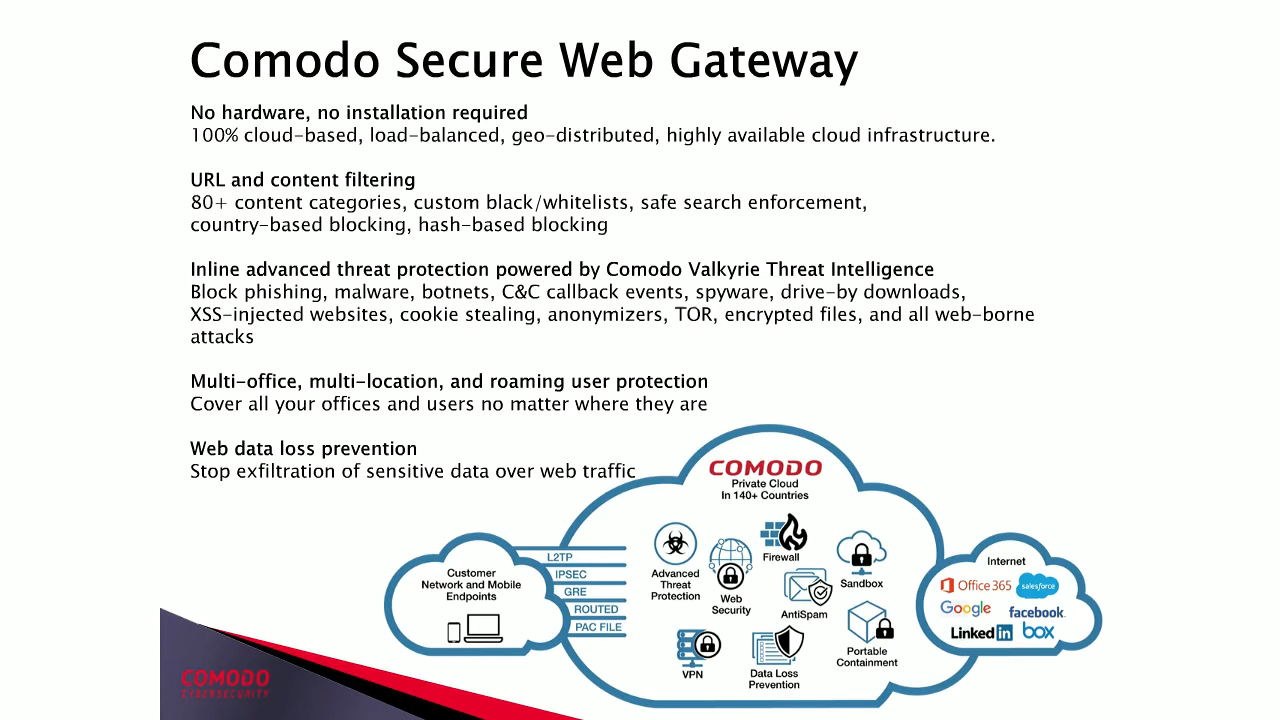 Comodo Secure Web Gateway
No hardware, no installation required
100% cloud-based, load-balanced, geo-distributed, highly available cloud infrastructure.
URL and content filtering
80+ content categories, custom black/whitelists, safe search enforcement,
country-based blocking, hash-based blocking
Inline advanced threat protection powered by Comodo Valkyrie Threat Intelligence
Block phishing, malware, botnets, C&C callback events, spyware, drive-by downloads,
XSS-injected websites, cookie stealing, anonymizers, TOR, encrypted files, and all web-borne
attacks
Multi-office, multi-location, and roaming user protection
Cover all your offices and users no matter where they are
Web data loss prevention
Stop exfiltration of sensitive data over web traffic
COMODO
Private Cloud
In 140+ Countries
Customer
Network and Mobile
Endpoints
L2TP
IPSEC
GRE
ROUTED
PAC FILE
Advanced
Threat
Protection
Web
Security
Firewall
AntiSpam
Sandbox
VPN
Data Loss
Prevention
Portable
Containment
Internet
Office 365
salesforce
Google
facebook.
Linked in
box
COMODO
CYBERSECURITY